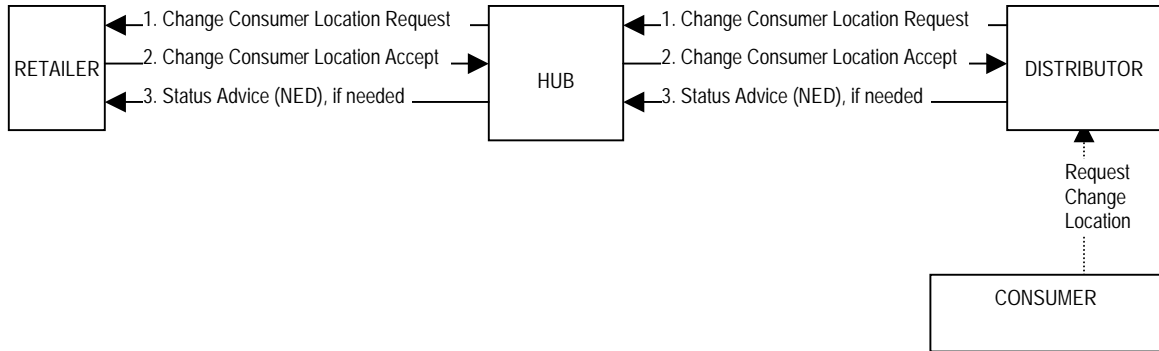 1. Change Consumer Location Request
1. Change Consumer Location Request
RETAILER
2. Change Consumer Location Accept
HUB
2. Change Consumer Location Accept
DISTRIBUTOR
3. Status Advice (NED), if needed
3. Status Advice (NED), if needed
Request
Change
Location
CONSUMER